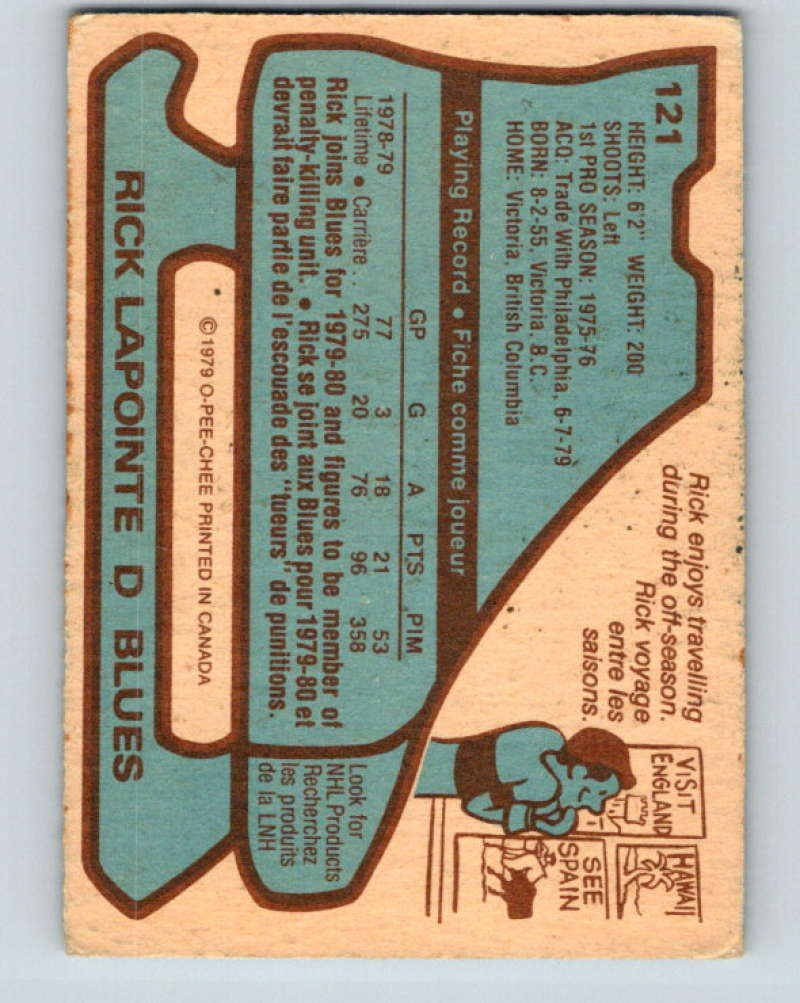 121
HEIGHT: 6'2" WEIGHT: 200
SHOOTS: Left
1st PRO SEASON: 1975-76
ACQ: Trade With Philadelphia, 6-7-79
BORN: 8-2-55, Victoria, B.C.
HOME: Victoria, British Columbia
Rick enjoys travelling
during the off-season.
Rick voyage
entre les
saisons.
VISIT
ENGLAND
HAWAII
SEE
SPAIN
Playing Record • Fiche comme joueur
GP G A PTS PIM
1978-79 77 3 18 21 53
Lifetime • Carrière . . 275 20 76 96 358
Rick joins Blues for 1979-80 and figures to be member of
penalty-killing unit. • Rick se joint aux Blues pour 1979-80 et
devrait faire partie de l'escouade des "tueurs" de punitions.
Look for
NHL Products
Recherchez
les produits
de la LNH
©1979 O-PEE-CHEE PRINTED IN CANADA
RICK LAPOINTE D BLUES